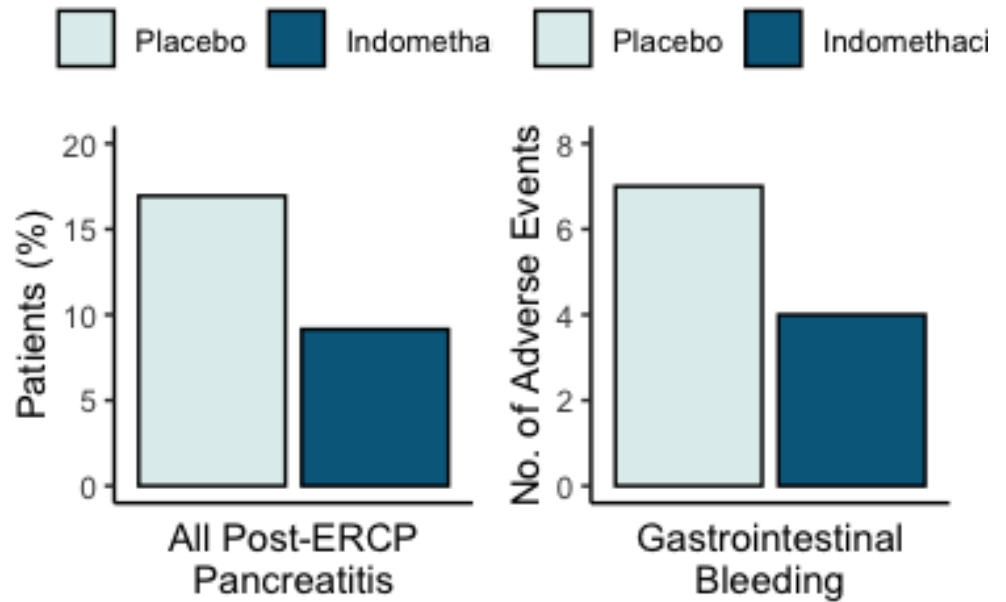 Placebo Indometha
Placebo Indomethaci
Patients (%)
20
15
10
5
0
All Post-ERCP
Pancreatitis
No. of Adverse Events
8
6
4
2
0
Gastrointestinal
Bleeding